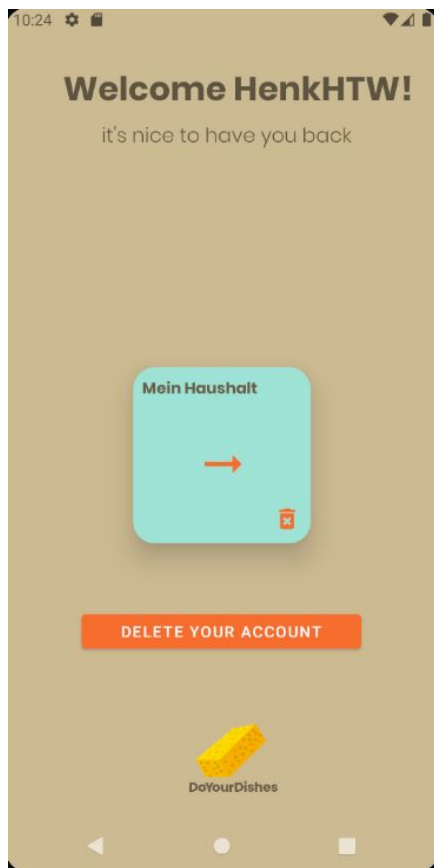 10:24
Welcome HenkHTW!
it's nice to have you back
Mein Haushalt
DELETE YOUR ACCOUNT
DoYourDishes